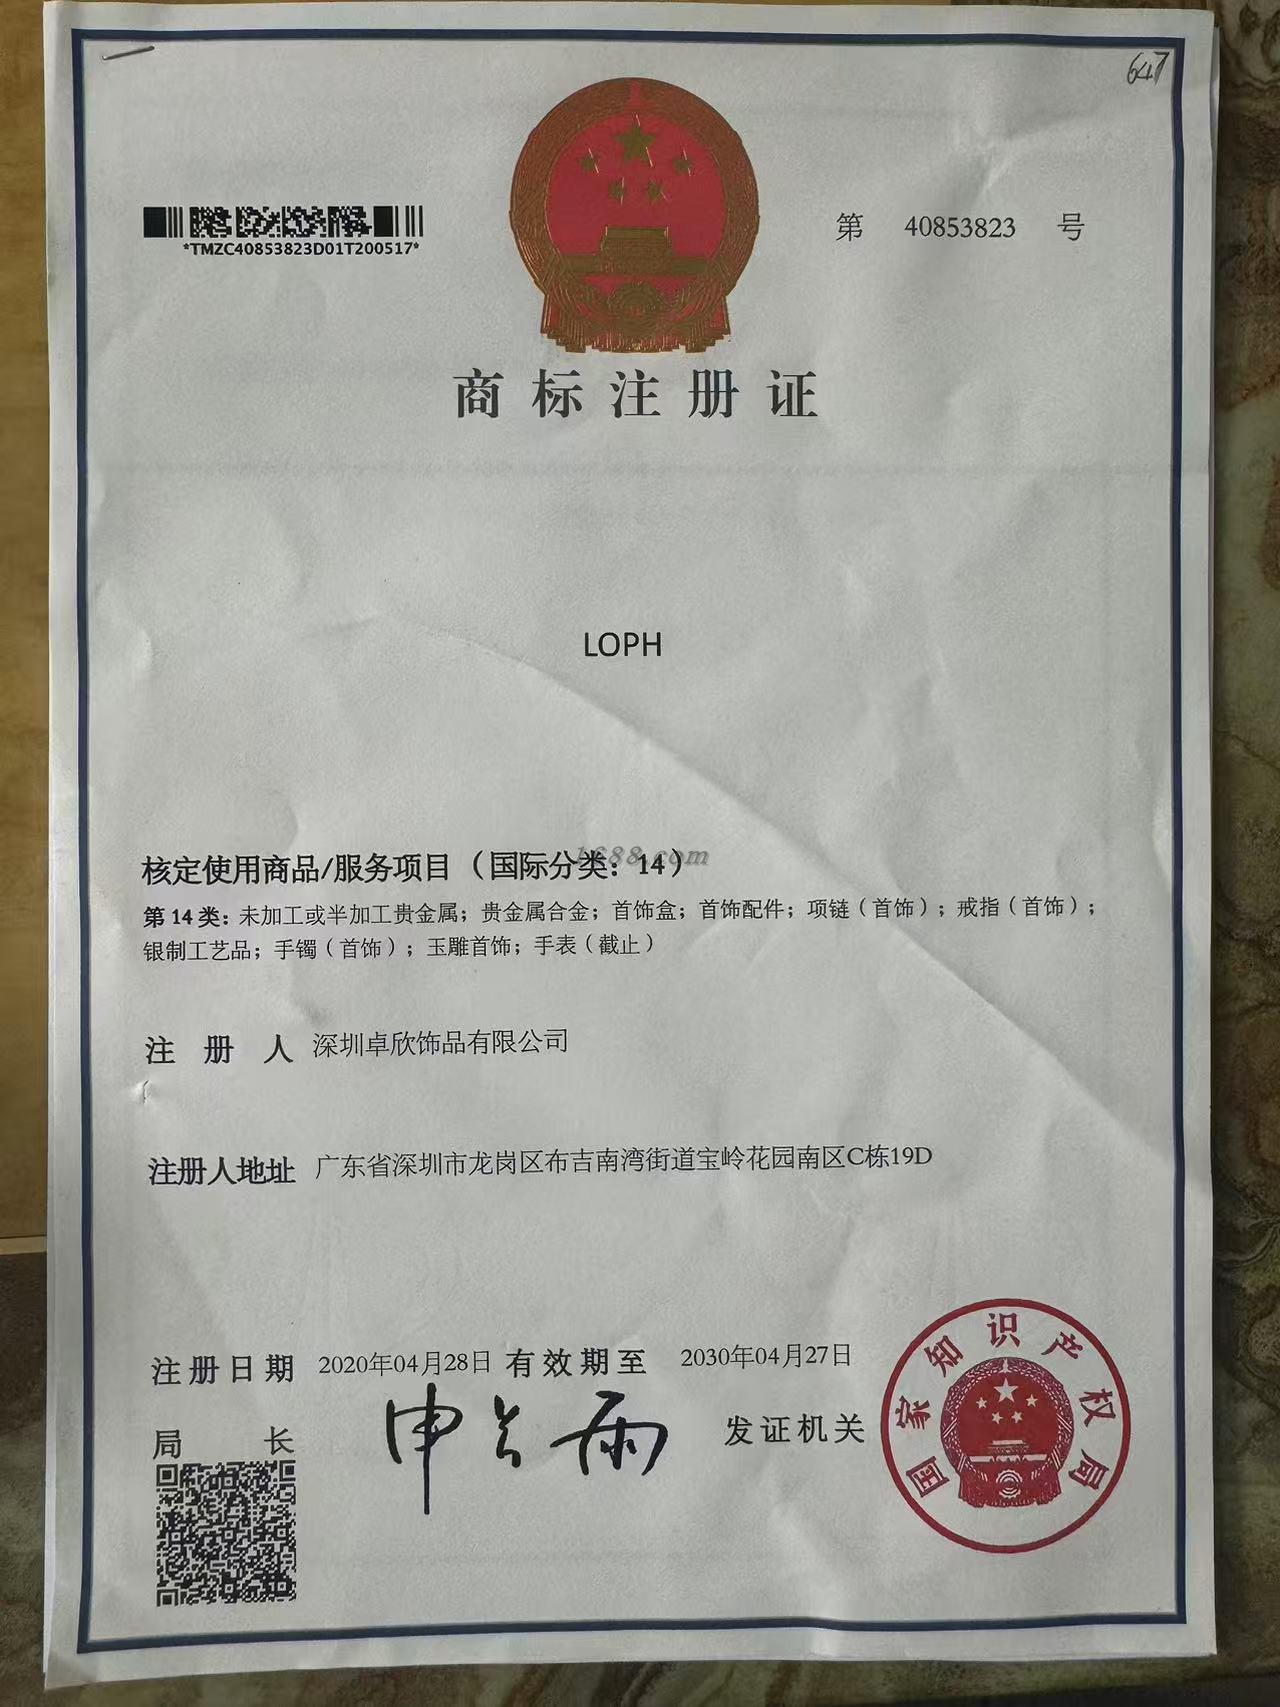 647
*TMZC40853823D01T200517*
第 40853823 号
商标注册证
LOPH
1688.com
核定使用商品/服务项目（国际分类：14）
第14类：未加工或半加工贵金属；贵金属合金；首饰盒；首饰配件；项链（首饰）；戒指（首饰）；
银制工艺品；手镯（首饰）；玉雕首饰；手表（截止）
注册人 深圳卓欣饰品有限公司
注册人地址 广东省深圳市龙岗区布吉南湾街道宝岭花园南区C栋19D
注册日期 2020年04月28日 有效期至 2030年04月27日
局长 申长雨 发证机关
国家知识产权局